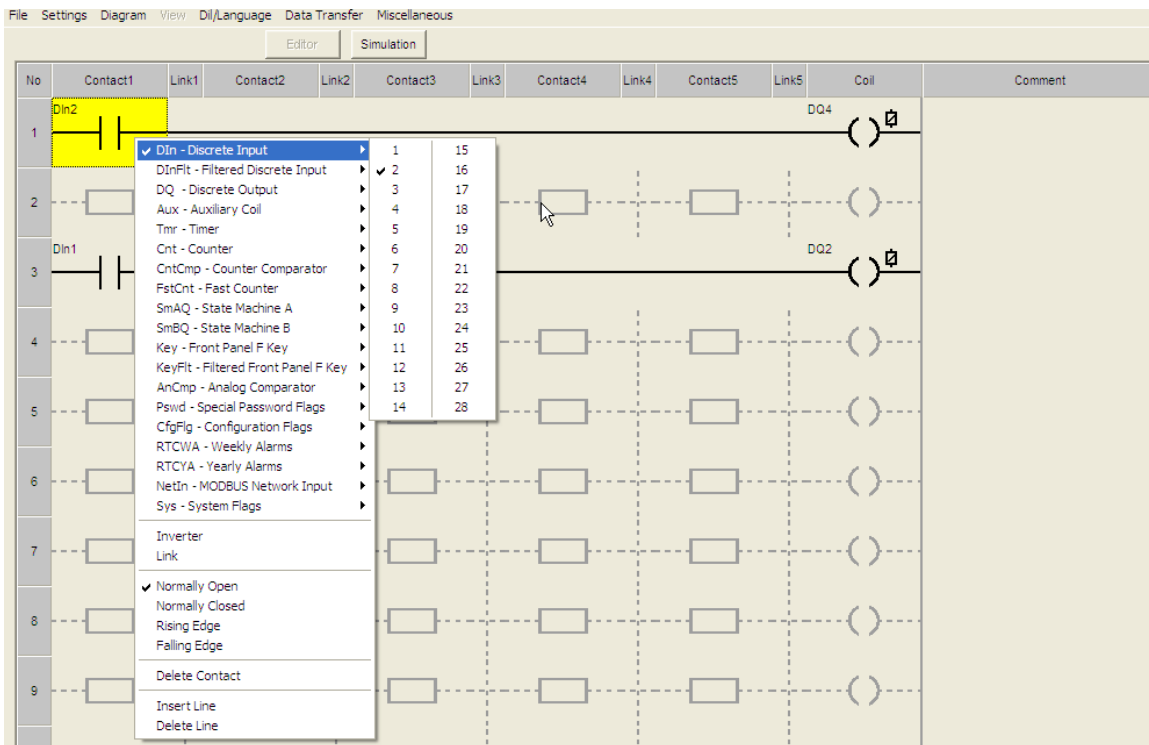 File Settings Diagram View Dil/Language Data Transfer Miscellaneous
Editor Simulation
No Contact1 Link1 Contact2 Link2 Contact3 Link3 Contact4 Link4 Contact5 Link5 Coil Comment
DIn2 DQ4
1
2
DIn1 DQ2
3
4
5
6
7
8
9
DIn - Discrete Input
DInFlt - Filtered Discrete Input
DQ - Discrete Output
Aux - Auxiliary Coil
Tmr - Timer
Cnt - Counter
CntCmp - Counter Comparator
FstCnt - Fast Counter
SmAQ - State Machine A
SmBQ - State Machine B
Key - Front Panel F Key
KeyFlt - Filtered Front Panel F Key
AnCmp - Analog Comparator
Pswd - Special Password Flags
CfgFlg - Configuration Flags
RTCWA - Weekly Alarms
RTCYA - Yearly Alarms
NetIn - MODBUS Network Input
Sys - System Flags
Inverter
Link
Normally Open
Normally Closed
Rising Edge
Falling Edge
Delete Contact
Insert Line
Delete Line
1 15
2 16
3 17
4 18
5 19
6 20
7 21
8 22
9 23
10 24
11 25
12 26
13 27
14 28